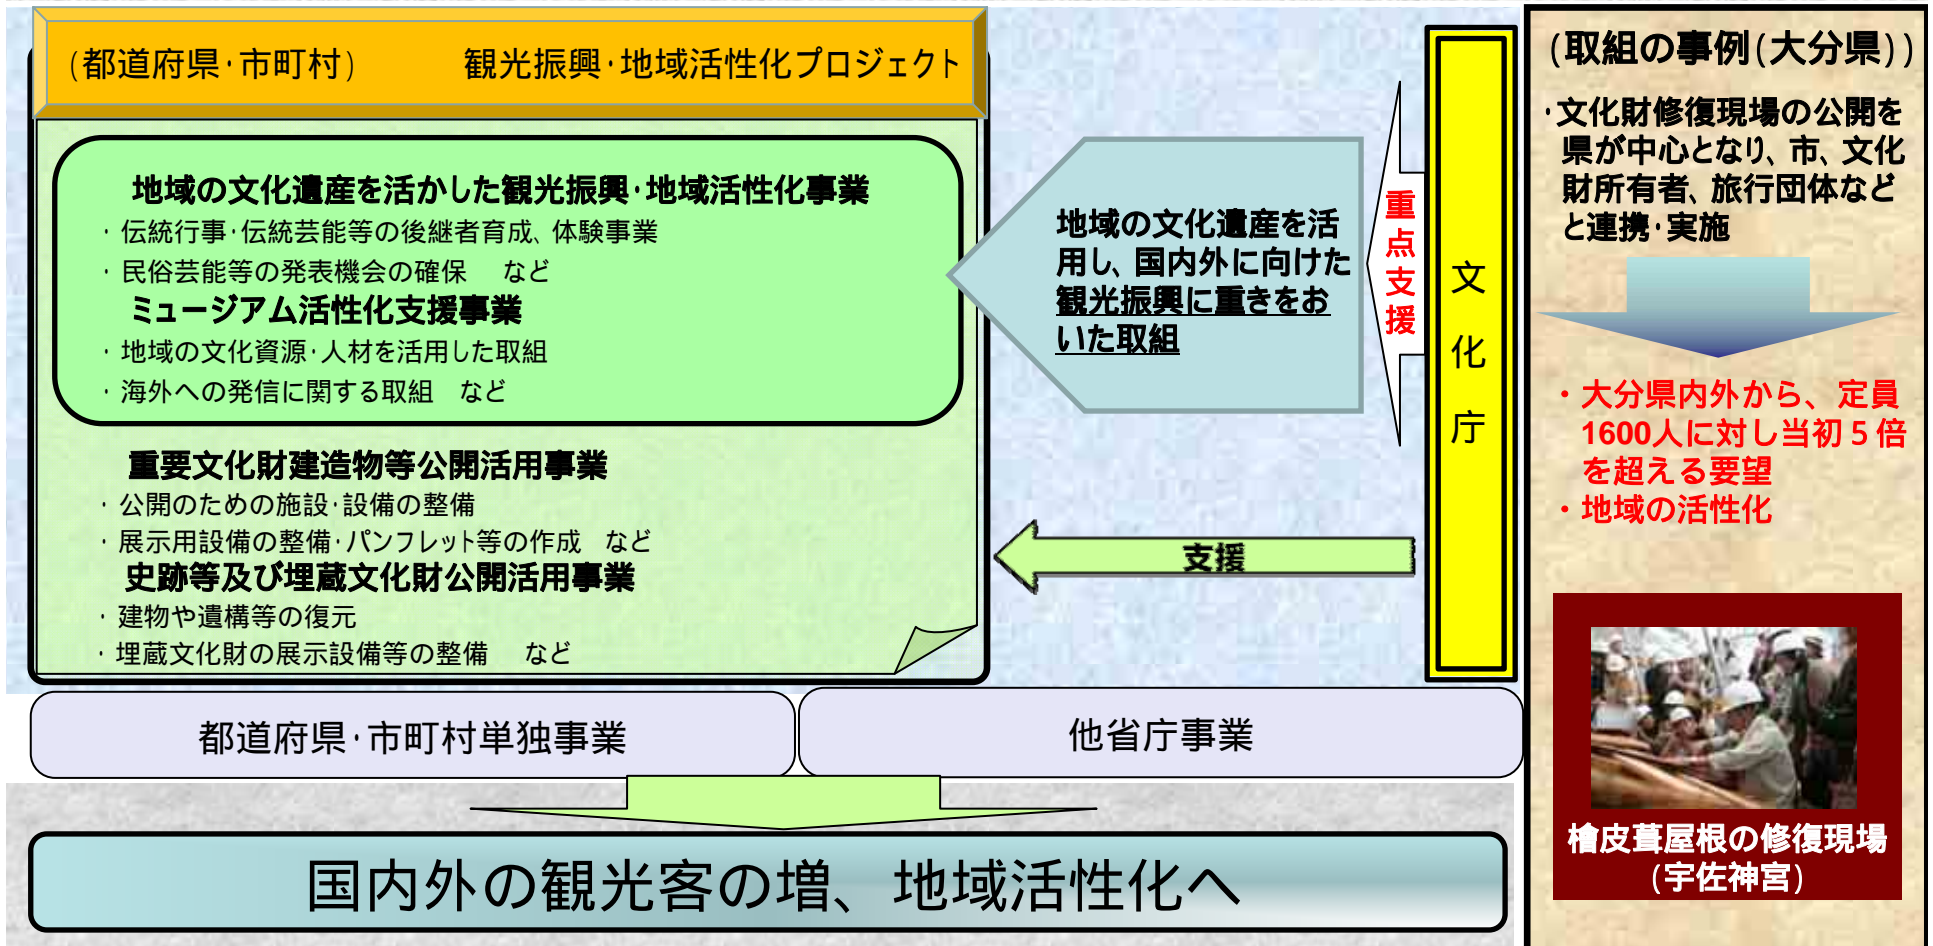 (都道府県･市町村)　　観光振興･地域活性化プロジェクト
地域の文化遺産を活かした観光振興･地域活性化事業
･伝統行事･伝統芸能等の後継者育成、体験事業
･民俗芸能等の発表機会の確保　など
ミュージアム活性化支援事業
･地域の文化資源･人材を活用した取組
･海外への発信に関する取組　など
重要文化財建造物等公開活用事業
･公開のための施設･設備の整備
･展示用設備の整備･パンフレット等の作成　など
史跡等及び埋蔵文化財公開活用事業
･建物や遺構等の復元
･埋蔵文化財の展示設備等の整備　など
地域の文化遺産を活
用し、国内外に向けた
観光振興に重きをお
いた取組
重点支援
支援
文化庁
都道府県･市町村単独事業
他省庁事業
国内外の観光客の増、地域活性化へ
(取組の事例(大分県))
･文化財修復現場の公開を
県が中心となり、市、文化
財所有者、旅行団体など
と連携･実施
・大分県内外から、定員
1600人に対し当初５倍
を超える要望
・地域の活性化
檜皮葺屋根の修復現場
(宇佐神宮)